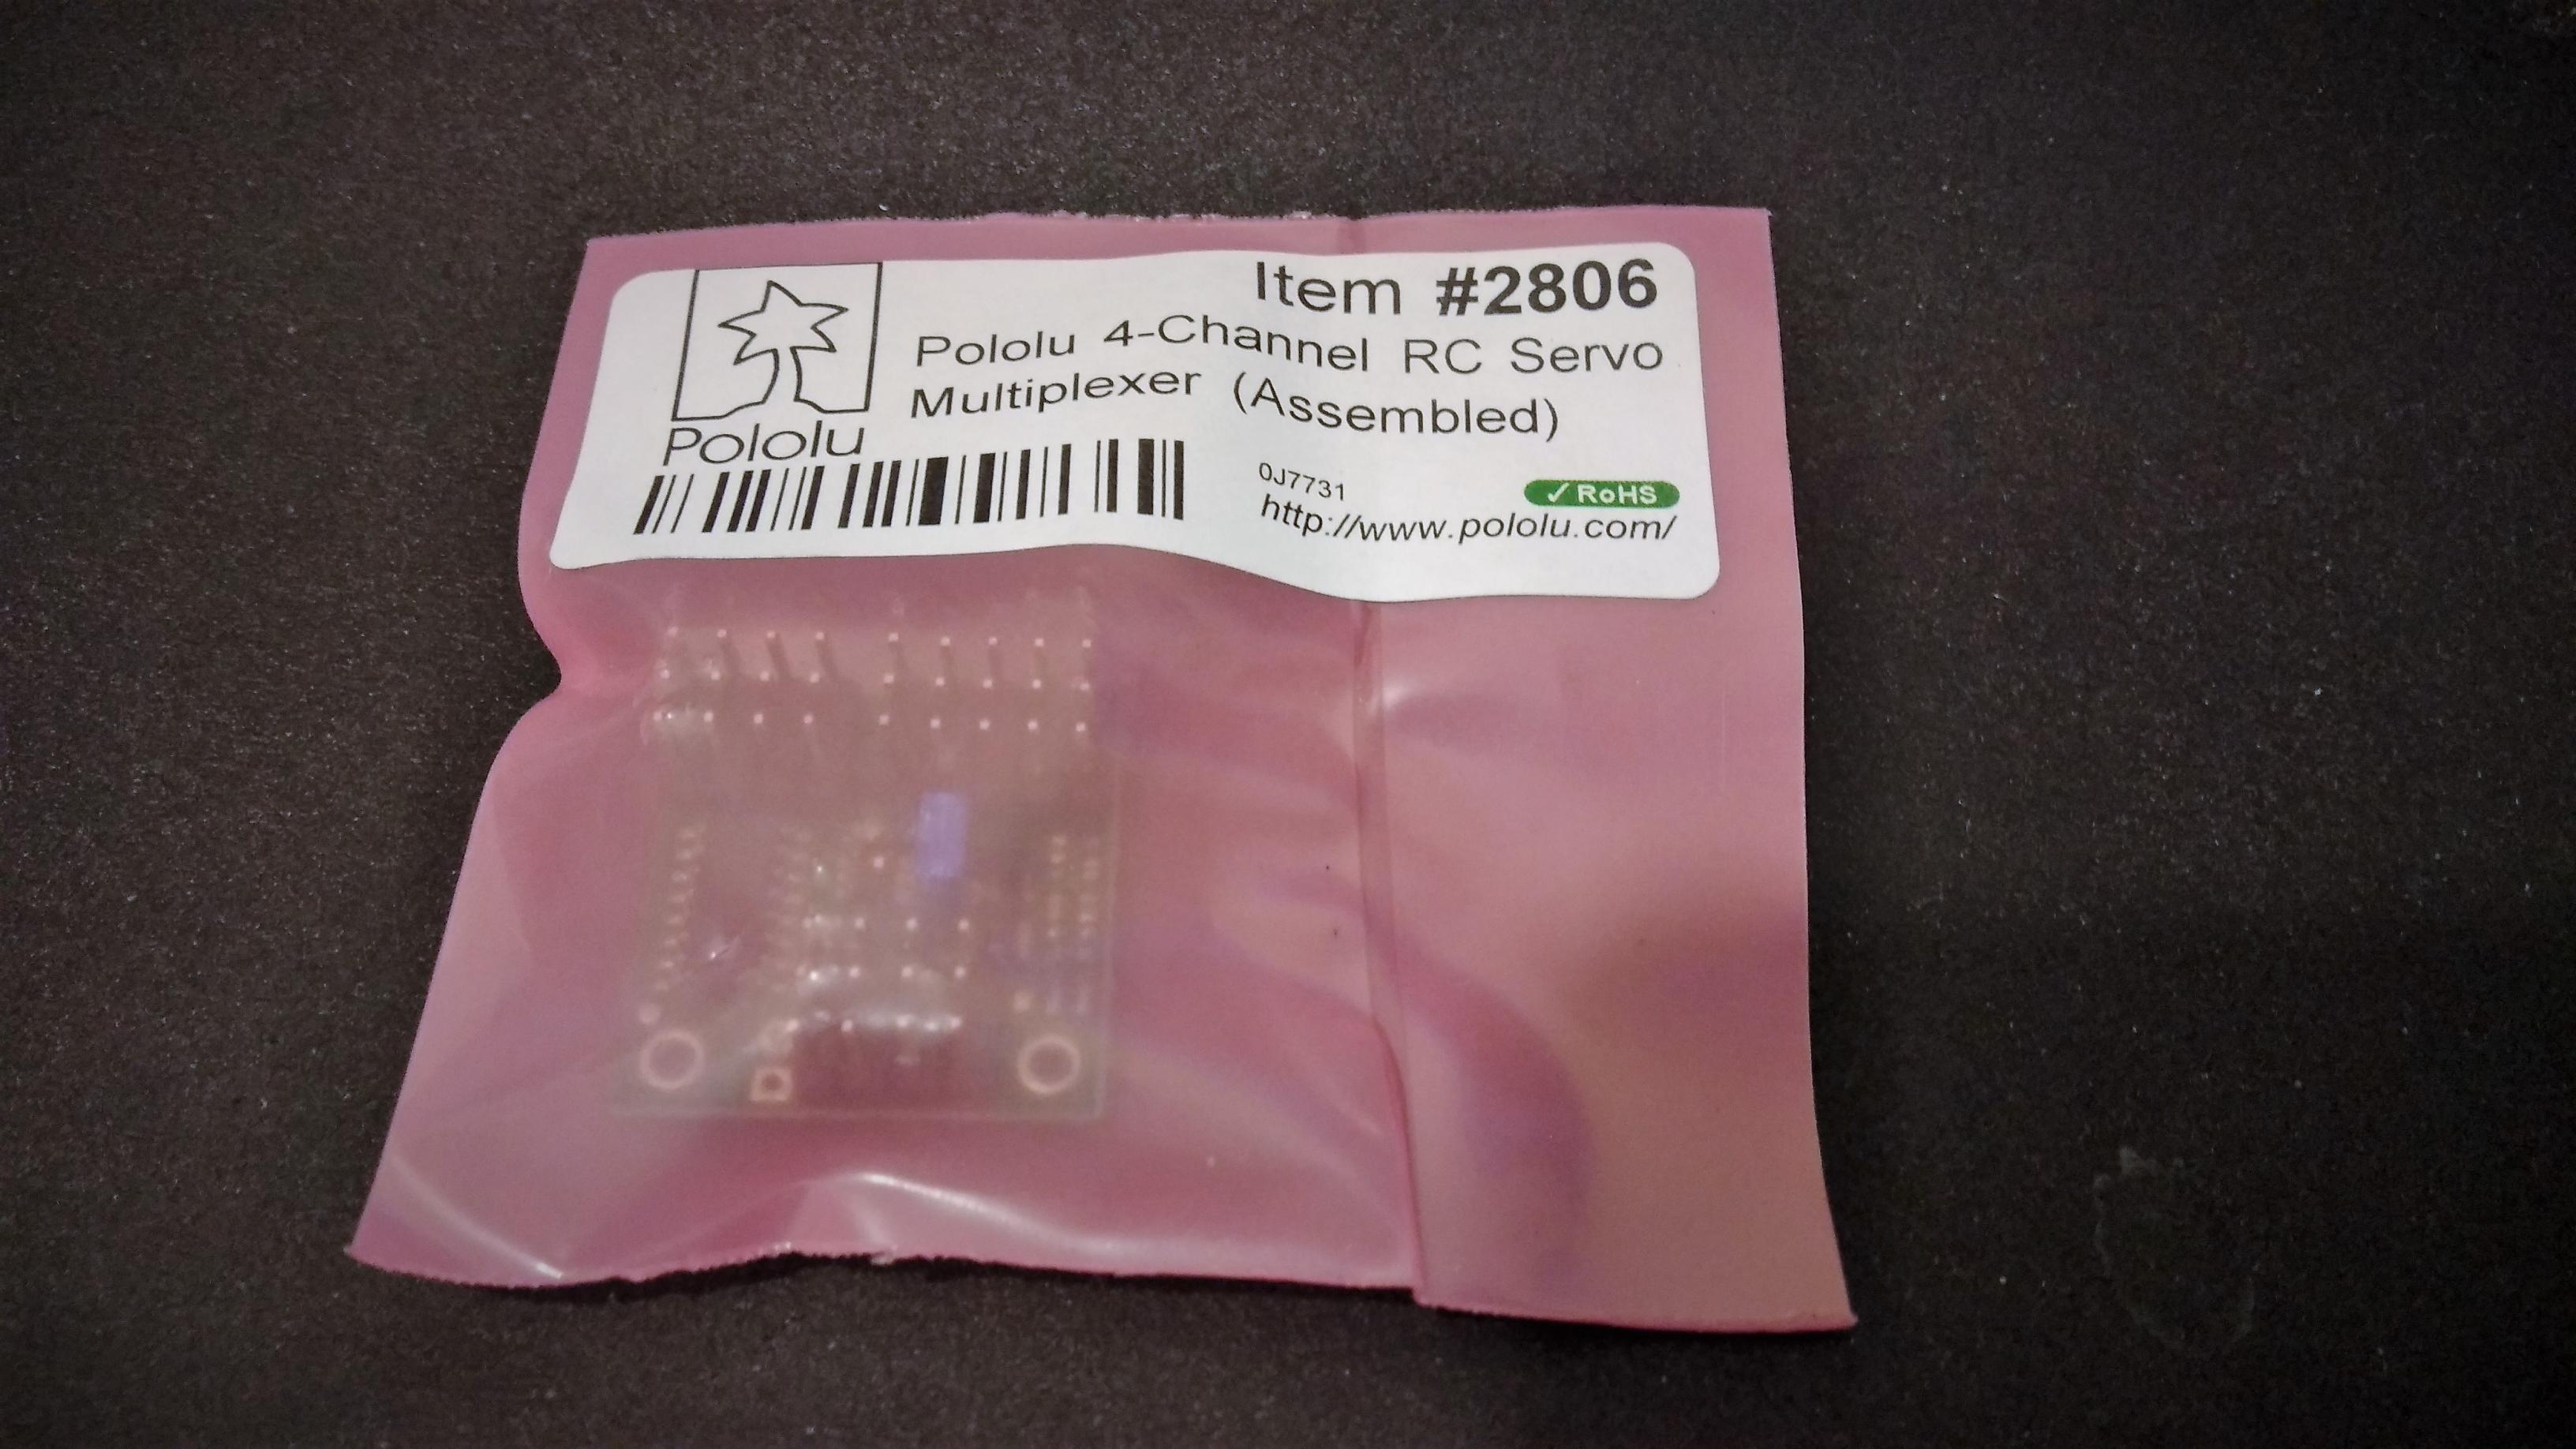 Item #2806
Pololu 4-Channel RC Servo
Multiplexer (Assembled)
Pololu
0J7731
✓ RoHS
http://www.pololu.com/